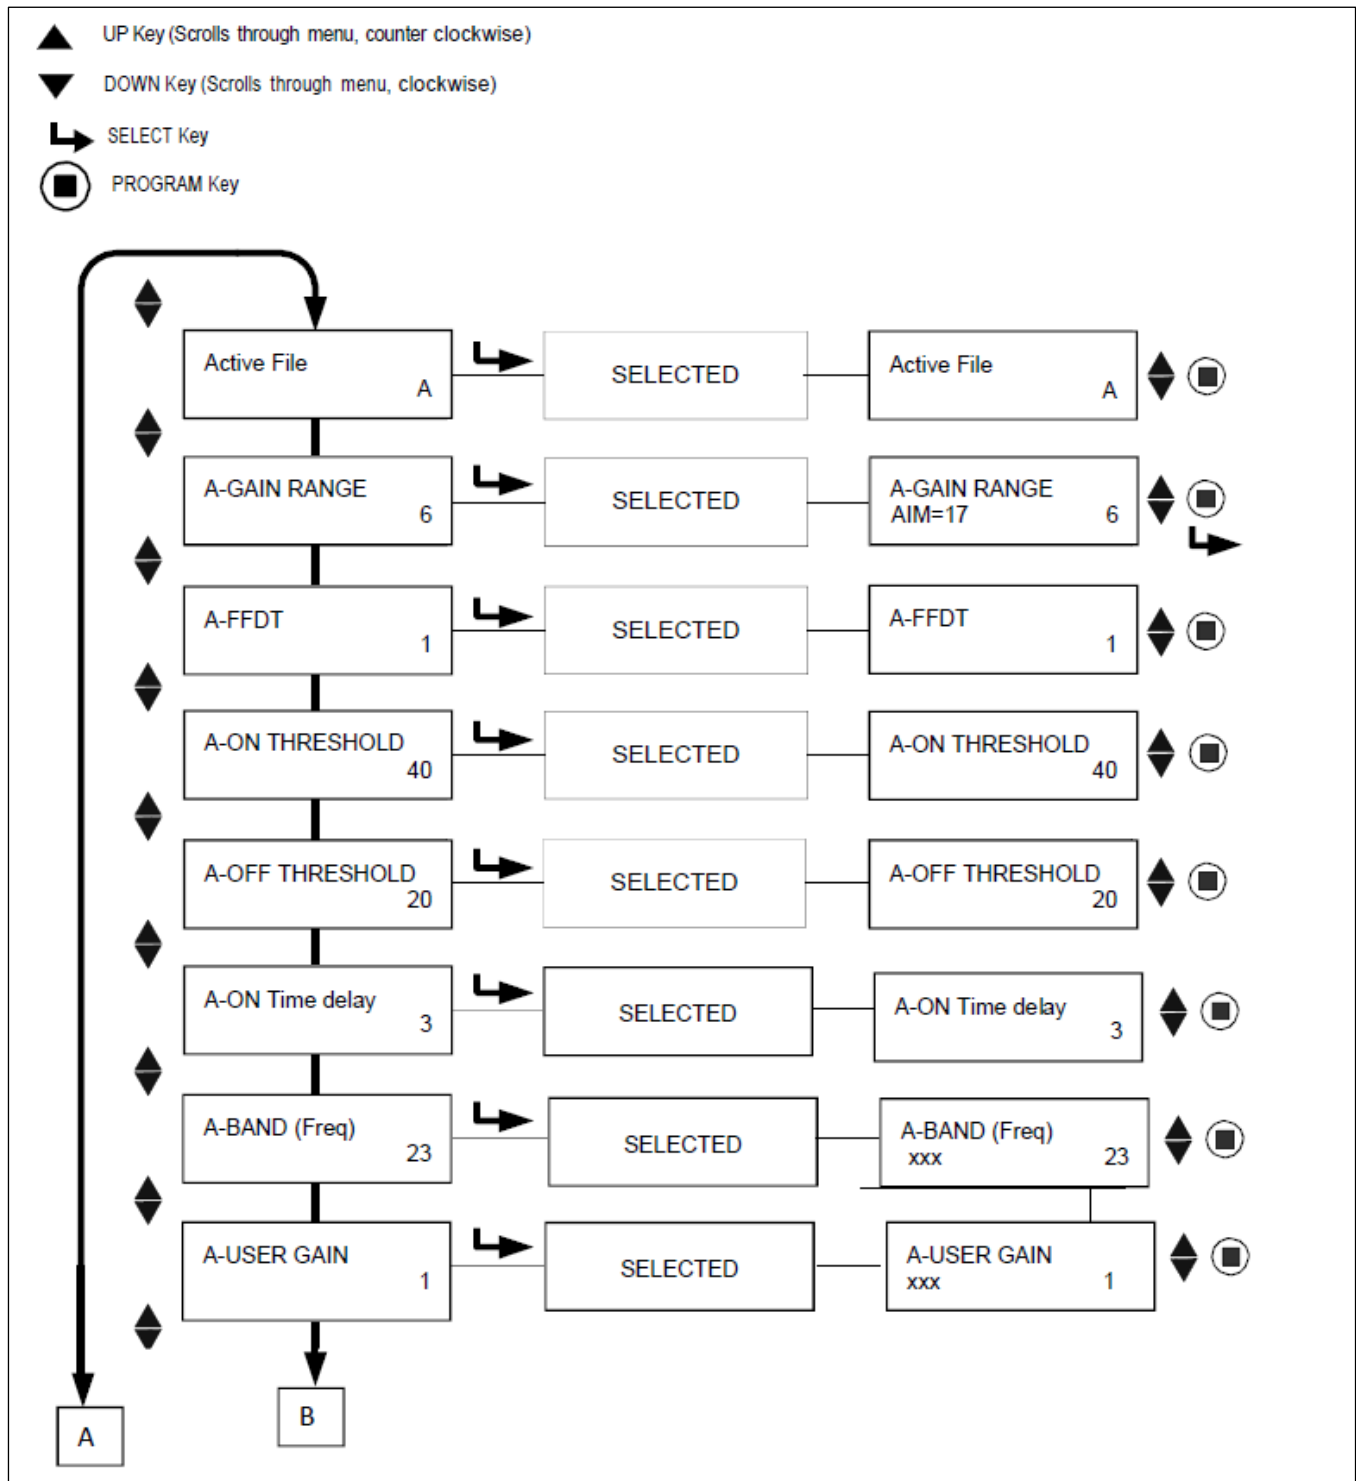 UP Key (Scrolls through menu, counter clockwise)
DOWN Key (Scrolls through menu, clockwise)
SELECT Key
PROGRAM Key
Active File
A
SELECTED
Active File
A
A-GAIN RANGE
6
SELECTED
A-GAIN RANGE
AIM=17 6
A-FFDT
1
SELECTED
A-FFDT
1
A-ON THRESHOLD
40
SELECTED
A-ON THRESHOLD
40
A-OFF THRESHOLD
20
SELECTED
A-OFF THRESHOLD
20
A-ON Time delay
3
SELECTED
A-ON Time delay
3
A-BAND (Freq)
23
SELECTED
A-BAND (Freq)
xxx 23
A-USER GAIN
1
SELECTED
A-USER GAIN
xxx 1
A
B